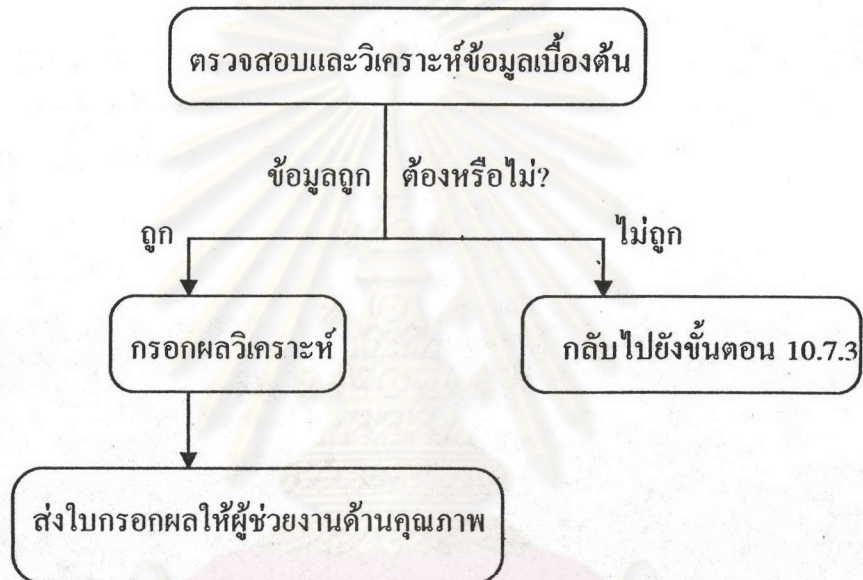 ตรวจสอบและวิเคราะห์ข้อมูลเบื้องต้น
ข้อมูลถูก ต้องหรือไม่?
ถูก ไม่ถูก
กรอกผลวิเคราะห์ กลับไปยังขั้นตอน 10.7.3
ส่งใบกรอกผลให้ผู้ช่วยงานด้านคุณภาพ